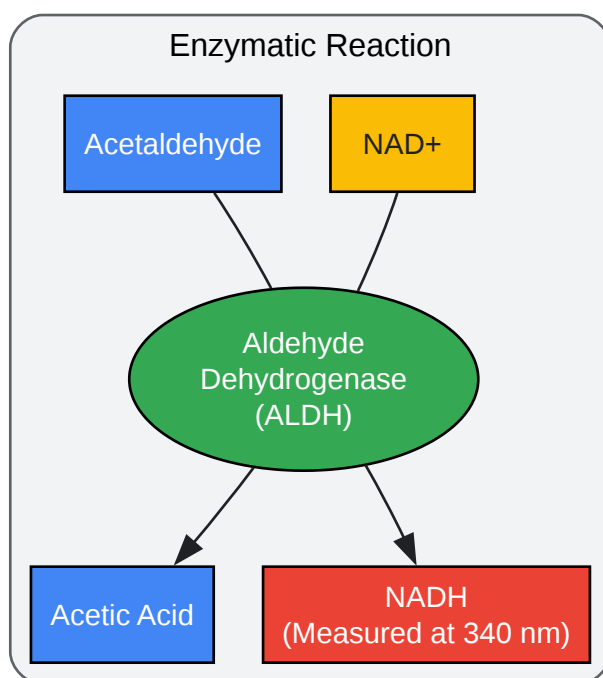 Enzymatic Reaction
Acetaldehyde
NAD+
Aldehyde
Dehydrogenase
(ALDH)
Acetic Acid
NADH
(Measured at 340 nm)